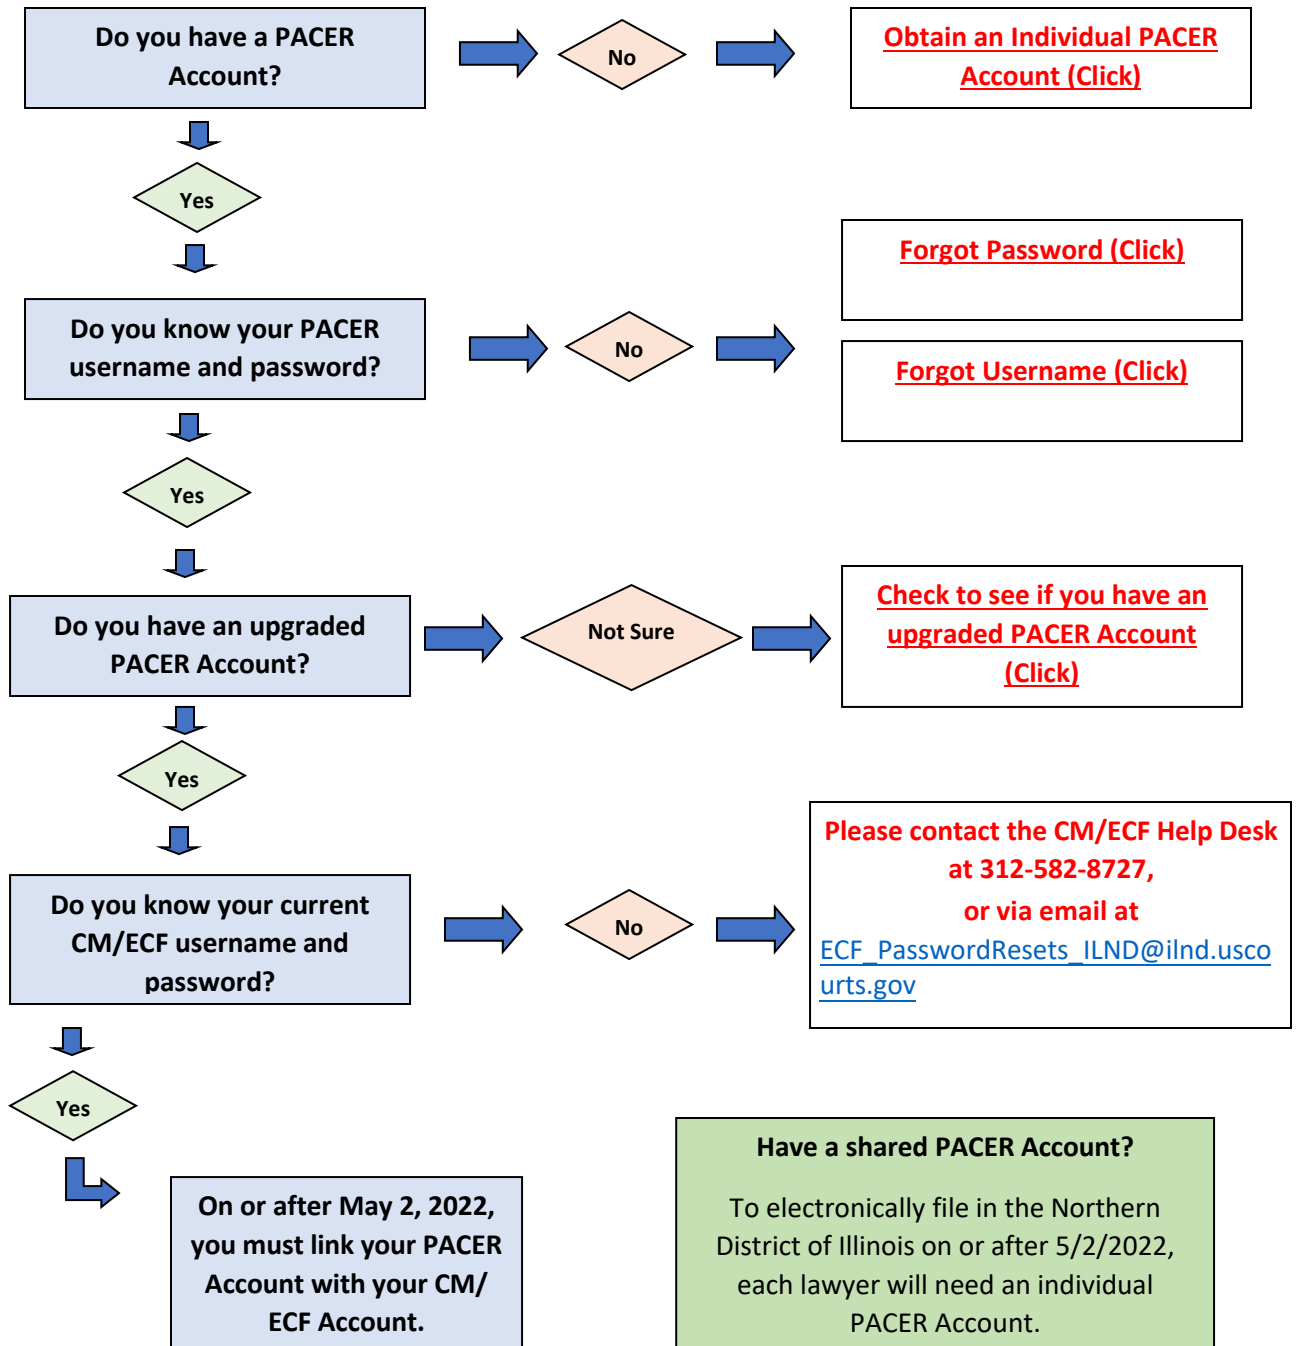 Do you have a PACER
Account?
No
Obtain an Individual PACER
Account (Click)
Yes
Do you know your PACER
username and password?
No
Forgot Password (Click)
Forgot Username (Click)
Yes
Do you have an upgraded
PACER Account?
Not Sure
Check to see if you have an
upgraded PACER Account
(Click)
Yes
Do you know your current
CM/ECF username and
password?
No
Please contact the CM/ECF Help Desk
at 312-582-8727,
or via email at
ECF_PasswordResets_ILND@ilnd.usco
urts.gov
Yes
On or after May 2, 2022,
you must link your PACER
Account with your CM/
ECF Account.
Have a shared PACER Account?
To electronically file in the Northern
District of Illinois on or after 5/2/2022,
each lawyer will need an individual
PACER Account.